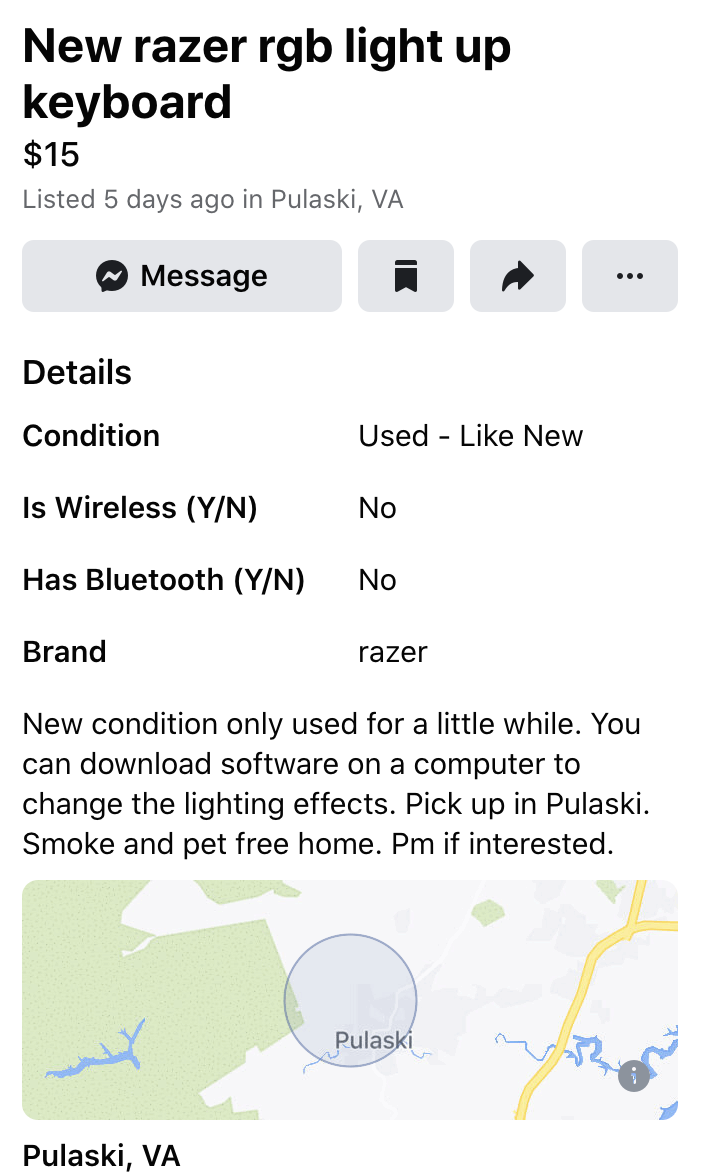 New razer rgb light up
keyboard
$15
Listed 5 days ago in Pulaski, VA
Message
Details
Condition Used - Like New
Is Wireless (Y/N) No
Has Bluetooth (Y/N) No
Brand razer
New condition only used for a little while. You
can download software on a computer to
change the lighting effects. Pick up in Pulaski.
Smoke and pet free home. Pm if interested.
Pulaski
Pulaski, VA